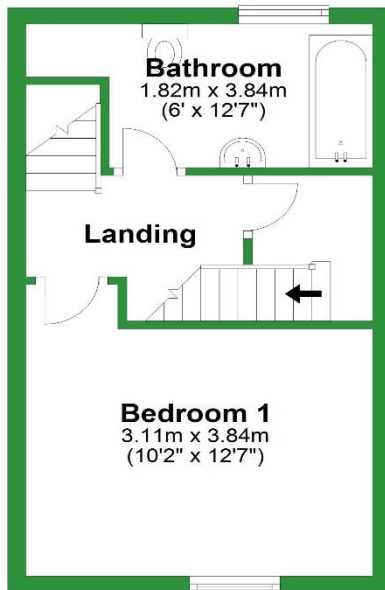 Bathroom
1.82m x 3.84m
(6' x 12'7")
Landing
Bedroom 1
3.11m x 3.84m
(10'2" x 12'7")